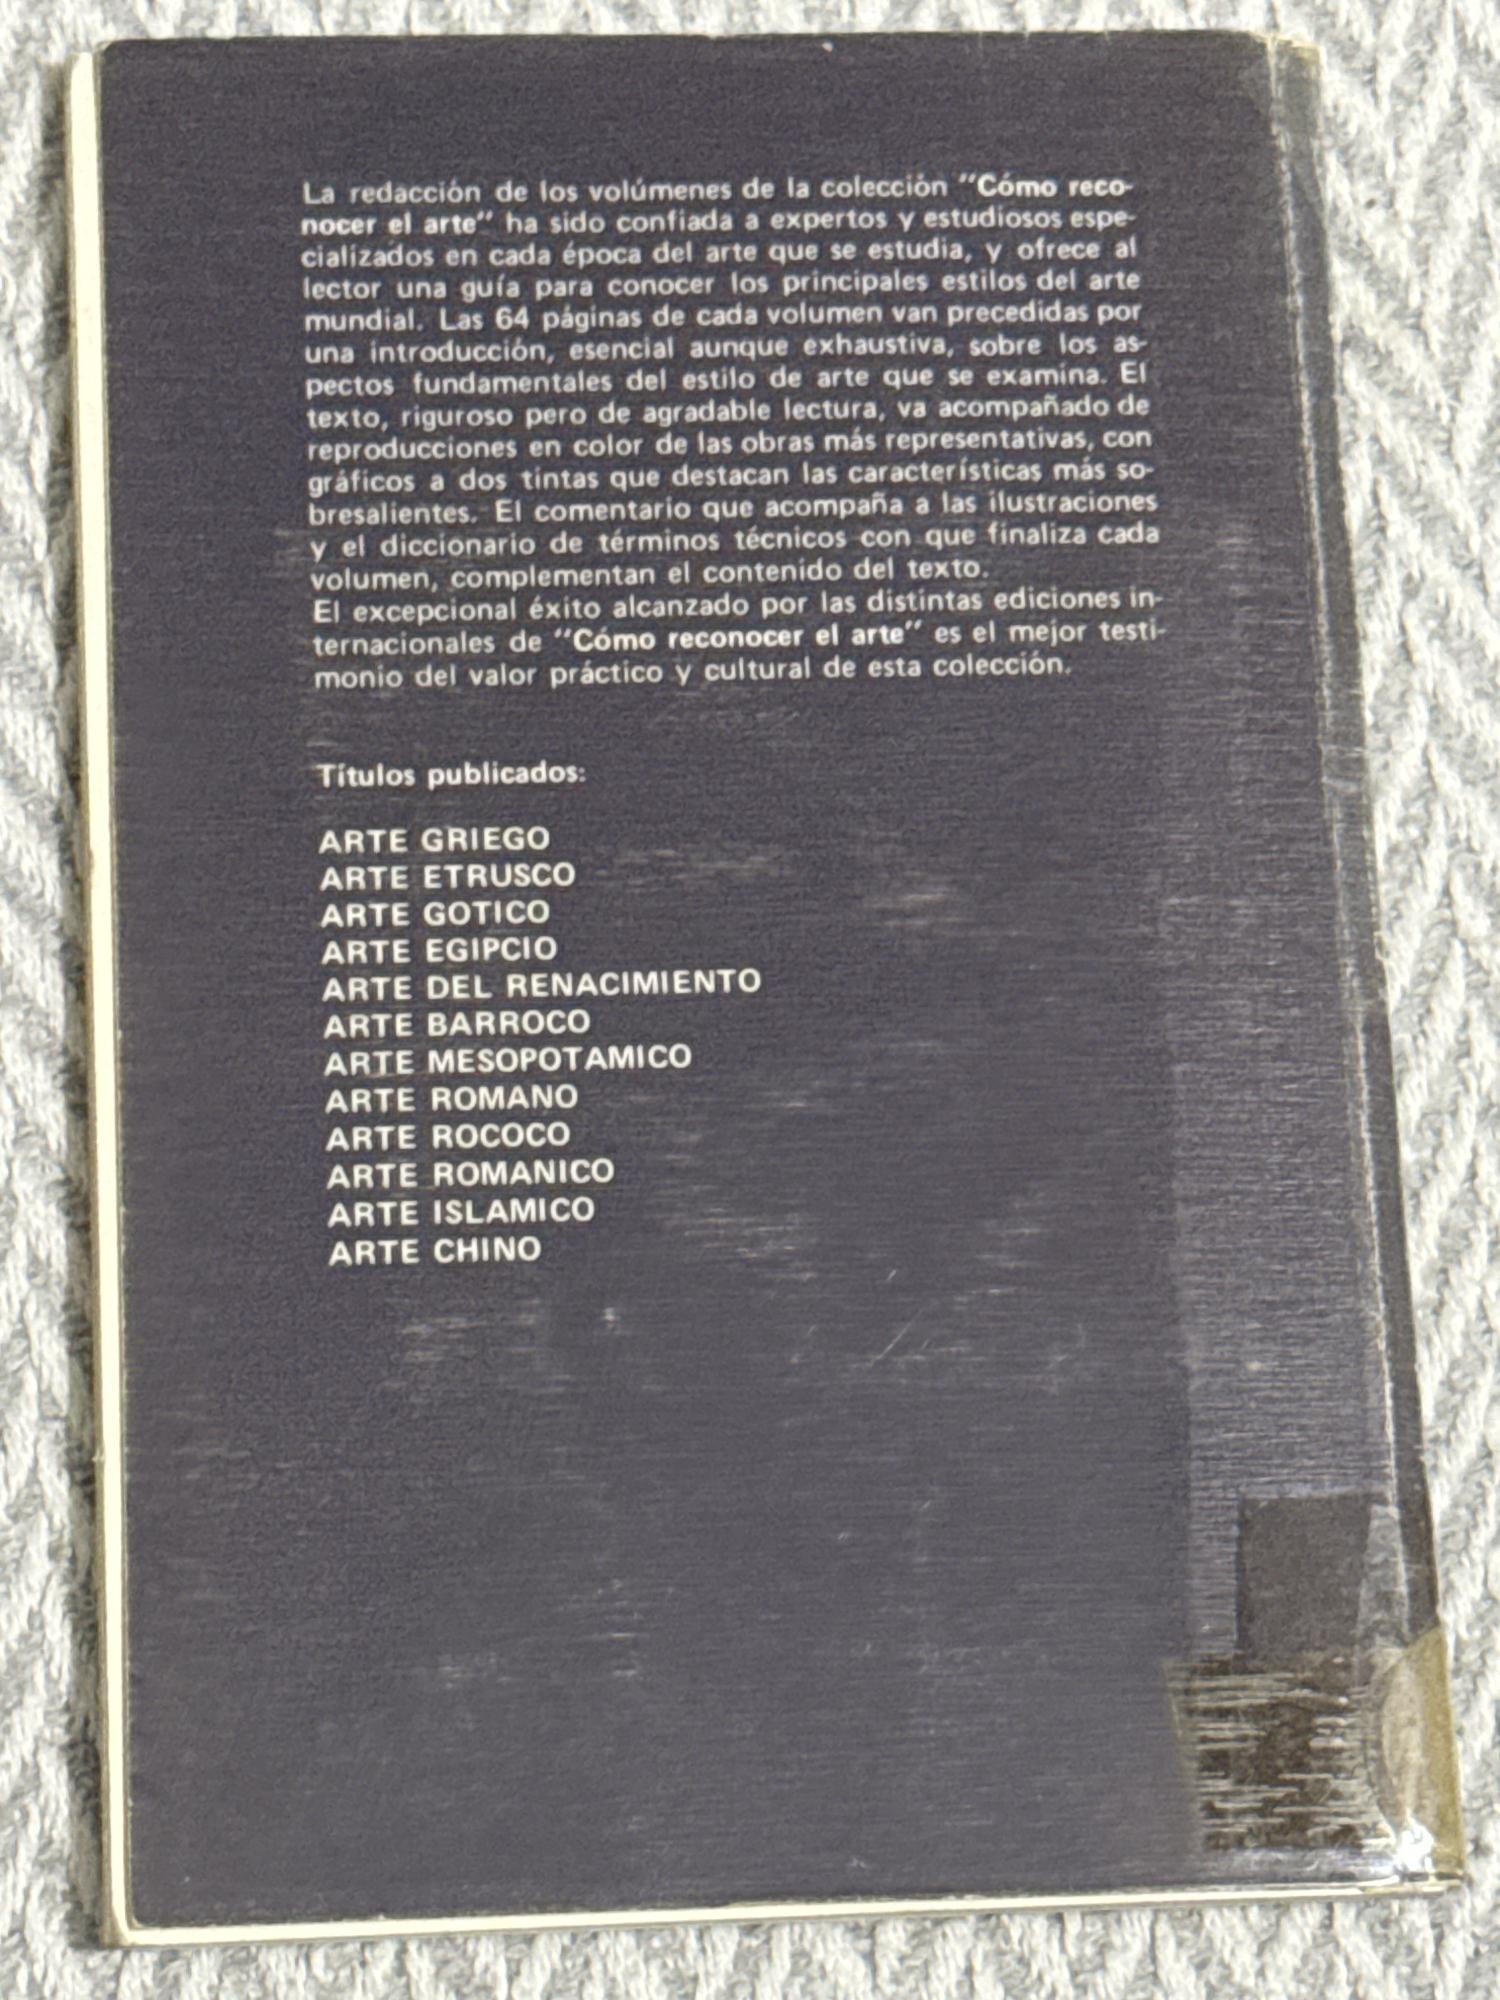 La redacción de los volúmenes de la colección "Cómo reco-
nocer el arte" ha sido confiada a expertos y estudiosos espe-
cializados en cada época del arte que se estudia, y ofrece al
lector una guía para conocer los principales estilos del arte
mundial. Las 64 páginas de cada volumen van precedidas por
una introducción, esencial aunque exhaustiva, sobre los as-
pectos fundamentales del estilo de arte que se examina. El
texto, riguroso pero de agradable lectura, va acompañado de
reproducciones en color de las obras más representativas, con
gráficos a dos tintas que destacan las características más so-
bresalientes. El comentario que acompaña a las ilustraciones
y el diccionario de términos técnicos con que finaliza cada
volumen, complementan el contenido del texto.
El excepcional éxito alcanzado por las distintas ediciones in-
ternacionales de "Cómo reconocer el arte" es el mejor testi-
monio del valor práctico y cultural de esta colección.
Títulos publicados:
ARTE GRIEGO
ARTE ETRUSCO
ARTE GOTICO
ARTE EGIPCIO
ARTE DEL RENACIMIENTO
ARTE BARROCO
ARTE MESOPOTAMICO
ARTE ROMANO
ARTE ROCOCO
ARTE ROMANICO
ARTE ISLAMICO
ARTE CHINO